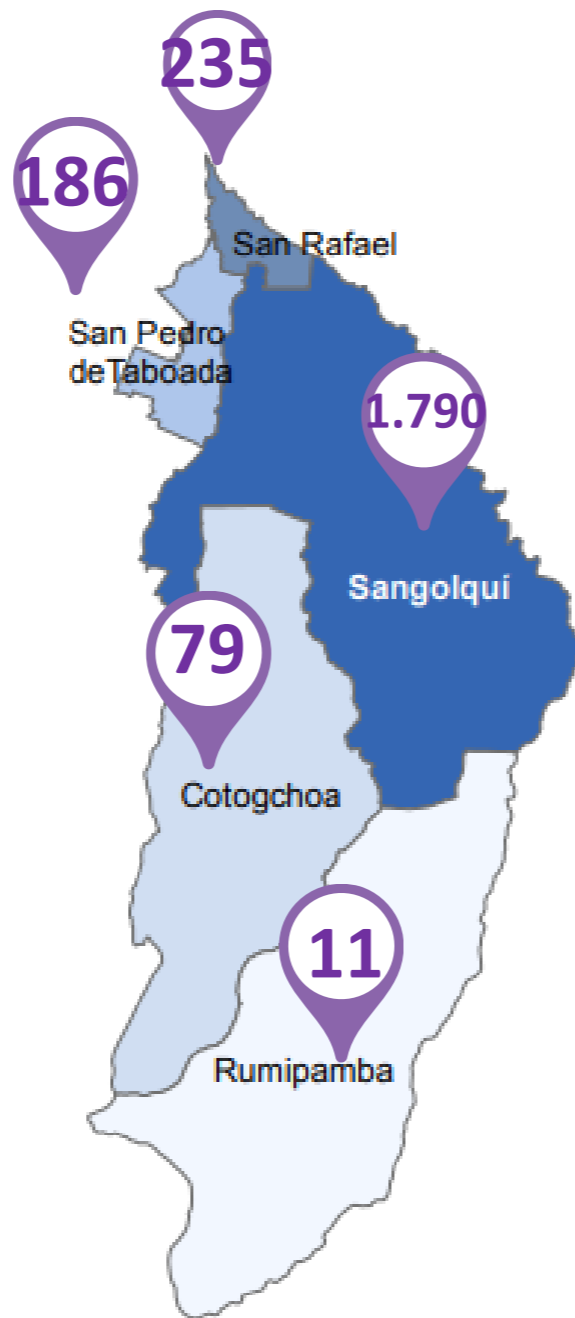 235
186
San Rafael
San Pedro
deTaboada
1.790
Sangolquí
79
Cotogchoa
11
Rumipamba